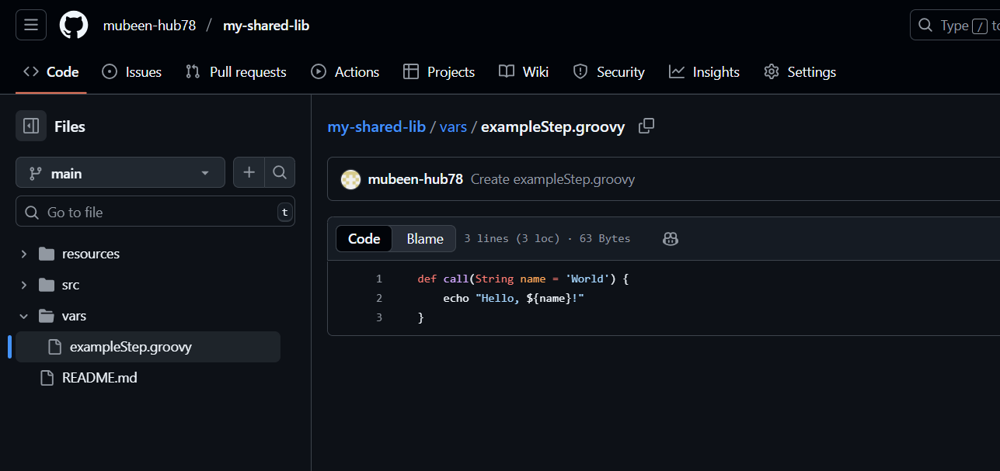 mubeen-hub78 / my-shared-lib
Type / to
Code Issues Pull requests Actions Projects Wiki Security Insights Settings
Files
main
Go to file t
resources
src
vars
exampleStep.groovy
README.md
my-shared-lib / vars / exampleStep.groovy
mubeen-hub78 Create exampleStep.groovy
Code Blame 3 lines (3 loc) · 63 Bytes
1 def call(String name = 'World') {
2 echo "Hello, ${name}!"
3 }